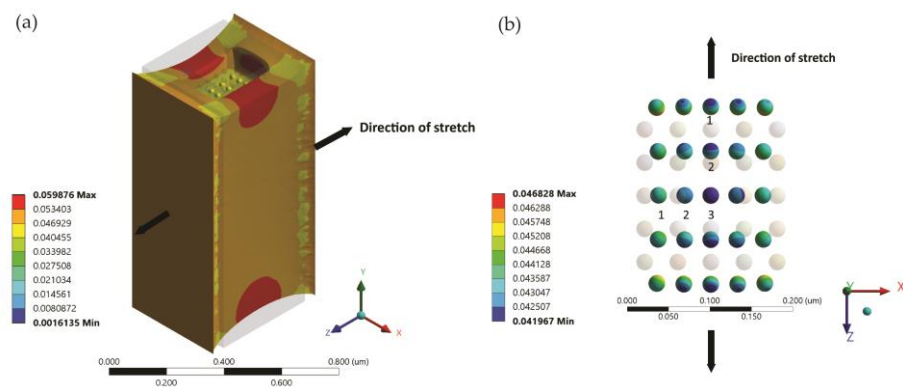 (a)
Direction of stretch
0.059876 Max
0.053403
0.046929
0.040455
0.033982
0.027508
0.021034
0.014561
0.0080872
0.0016135 Min
Y
Z
X
0.000
0.400
0.800 (um)
0.200
0.600
(b)
Direction of stretch
1
2
1 2 3
0.046828 Max
0.046288
0.045748
0.045208
0.044668
0.044128
0.043587
0.043047
0.042507
0.041967 Min
0.000
0.100
0.200 (um)
0.050
0.150
Y
X
Z